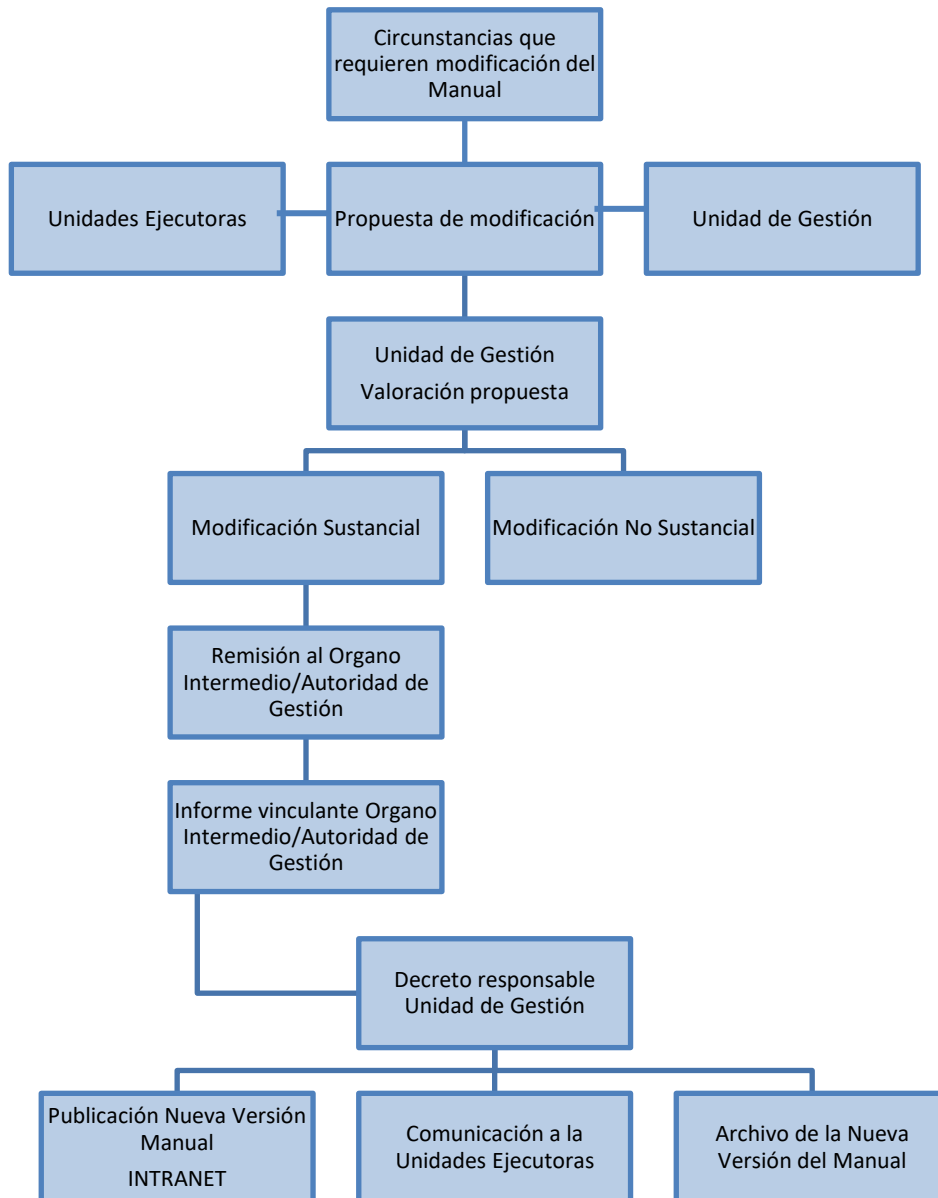 Circunstancias que
requieren modificación del
Manual
Unidades Ejecutoras
Propuesta de modificación
Unidad de Gestión
Unidad de Gestión
Valoración propuesta
Modificación Sustancial
Modificación No Sustancial
Remisión al Organo
Intermedio/Autoridad de
Gestión
Informe vinculante Organo
Intermedio/Autoridad de
Gestión
Decreto responsable
Unidad de Gestión
Publicación Nueva Versión
Manual
INTRANET
Comunicación a la
Unidades Ejecutoras
Archivo de la Nueva
Versión del Manual